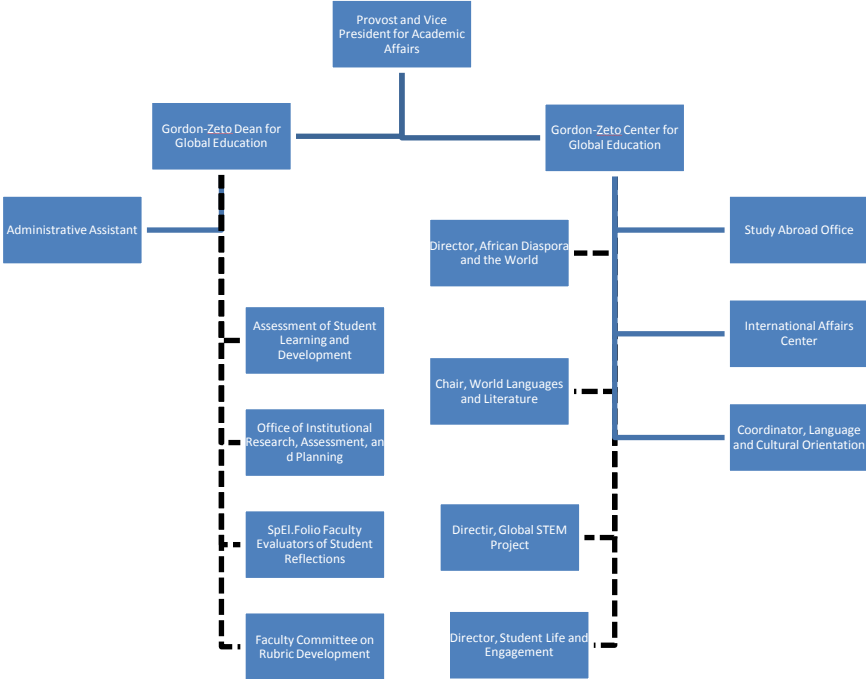 Provost and Vice
President for Academic
Affairs
Gordon-Zeto Dean for
Global Education
Gordon-Zeto Center for
Global Education
Administrative Assistant
Director, African Diaspora
and the World
Study Abroad Office
Assessment of Student
Learning and
Development
International Affairs
Center
Chair, World Languages
and Literature
Office of Institutional
Research, Assessment, an
d Planning
Coordinator, Language
and Cultural Orientation
SpEl.Folio Faculty
Evaluators of Student
Reflections
Directir, Global STEM
Project
Faculty Committee on
Rubric Development
Director, Student Life and
Engagement